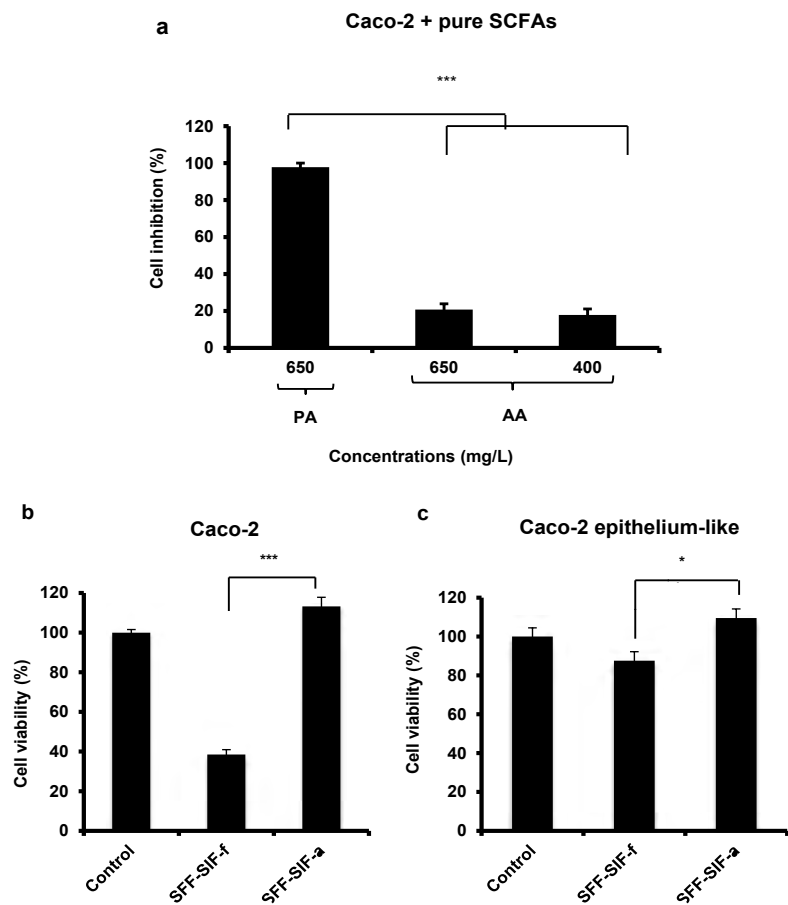 a
Caco-2 + pure SCFAs
***
Cell inhibition (%)
120
100
80
60
40
20
0
650
650
400
PA
AA
Concentrations (mg/L)
b
Caco-2
***
Cell viability (%)
120
100
80
60
40
20
0
Control
SFF-SIF-f
SFF-SIF-a
c
Caco-2 epithelium-like
*
Cell viability (%)
120
100
80
60
40
20
0
Control
SFF-SIF-f
SFF-SIF-a